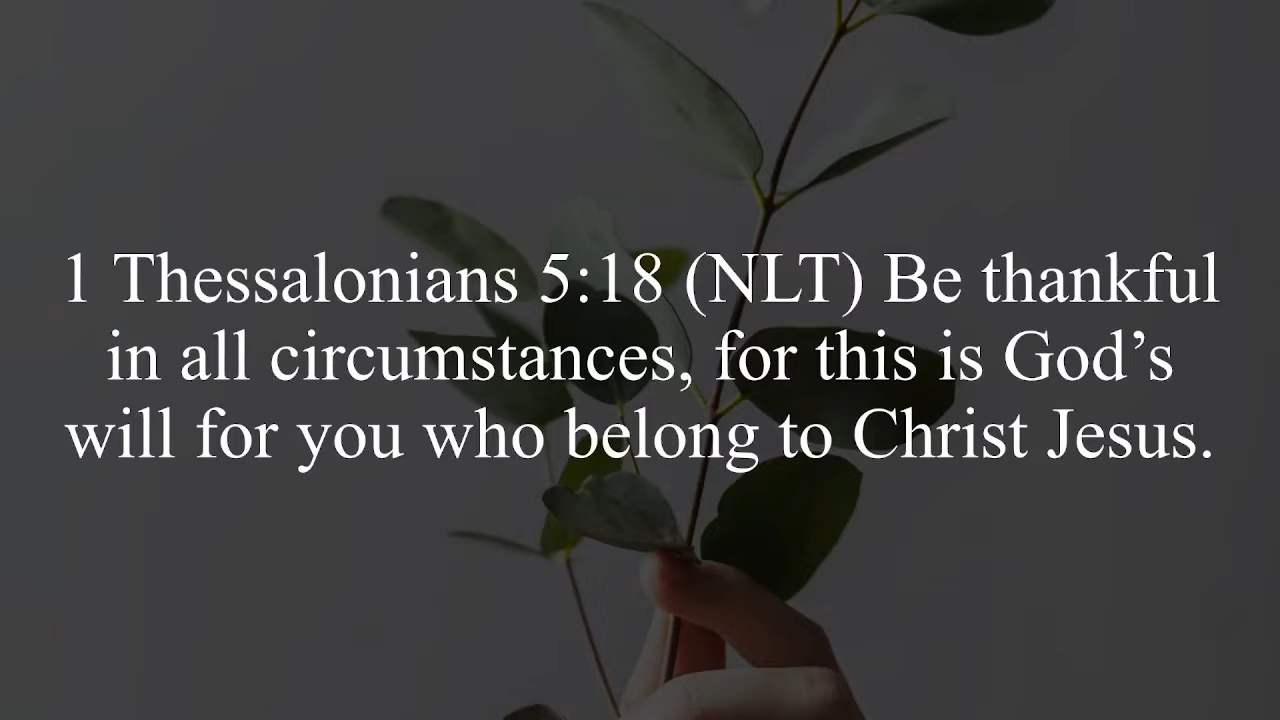 1 Thessalonians 5:18 (NLT) Be thankful
in all circumstances, for this is God’s
will for you who belong to Christ Jesus.